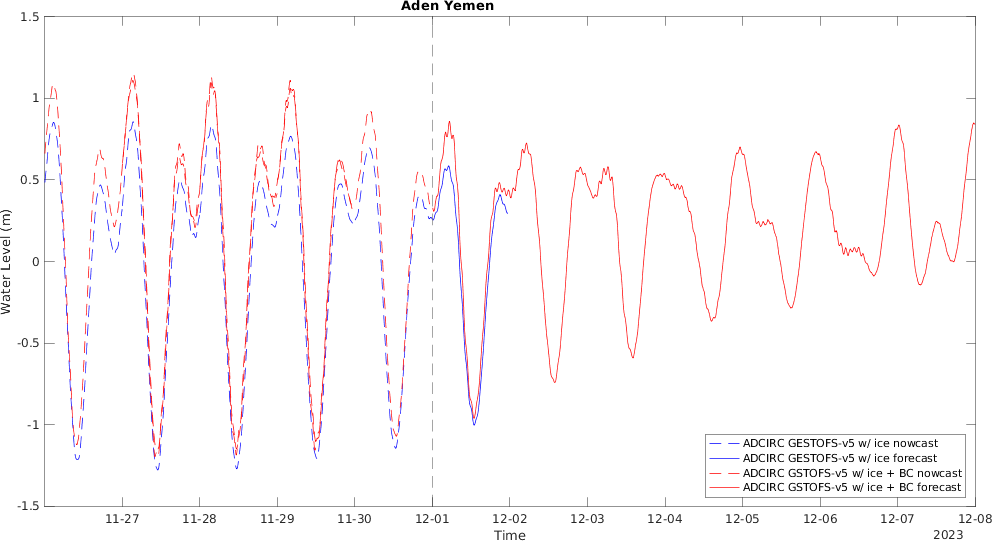 Aden Yemen
1.5
1
0.5
0
-0.5
-1
-1.5
Water Level (m)
ADCIRC GESTOFS-v5 w/ ice nowcast
ADCIRC GESTOFS-v5 w/ ice forecast
ADCIRC GSTOFS-v5 w/ ice + BC nowcast
ADCIRC GSTOFS-v5 w/ ice + BC forecast
11-27 11-28 11-29 11-30 12-01 12-02 12-03 12-04 12-05 12-06 12-07 12-08
Time
2023